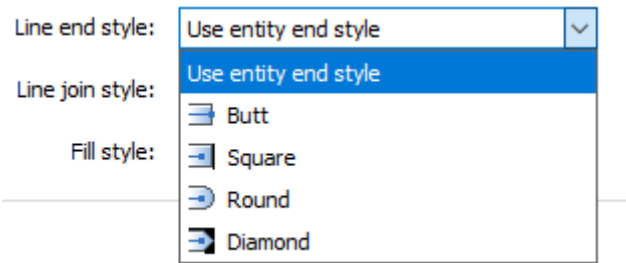 Line end style: Use entity end style
Use entity end style
Line join style:
Butt
Fill style: Square
Round
Diamond